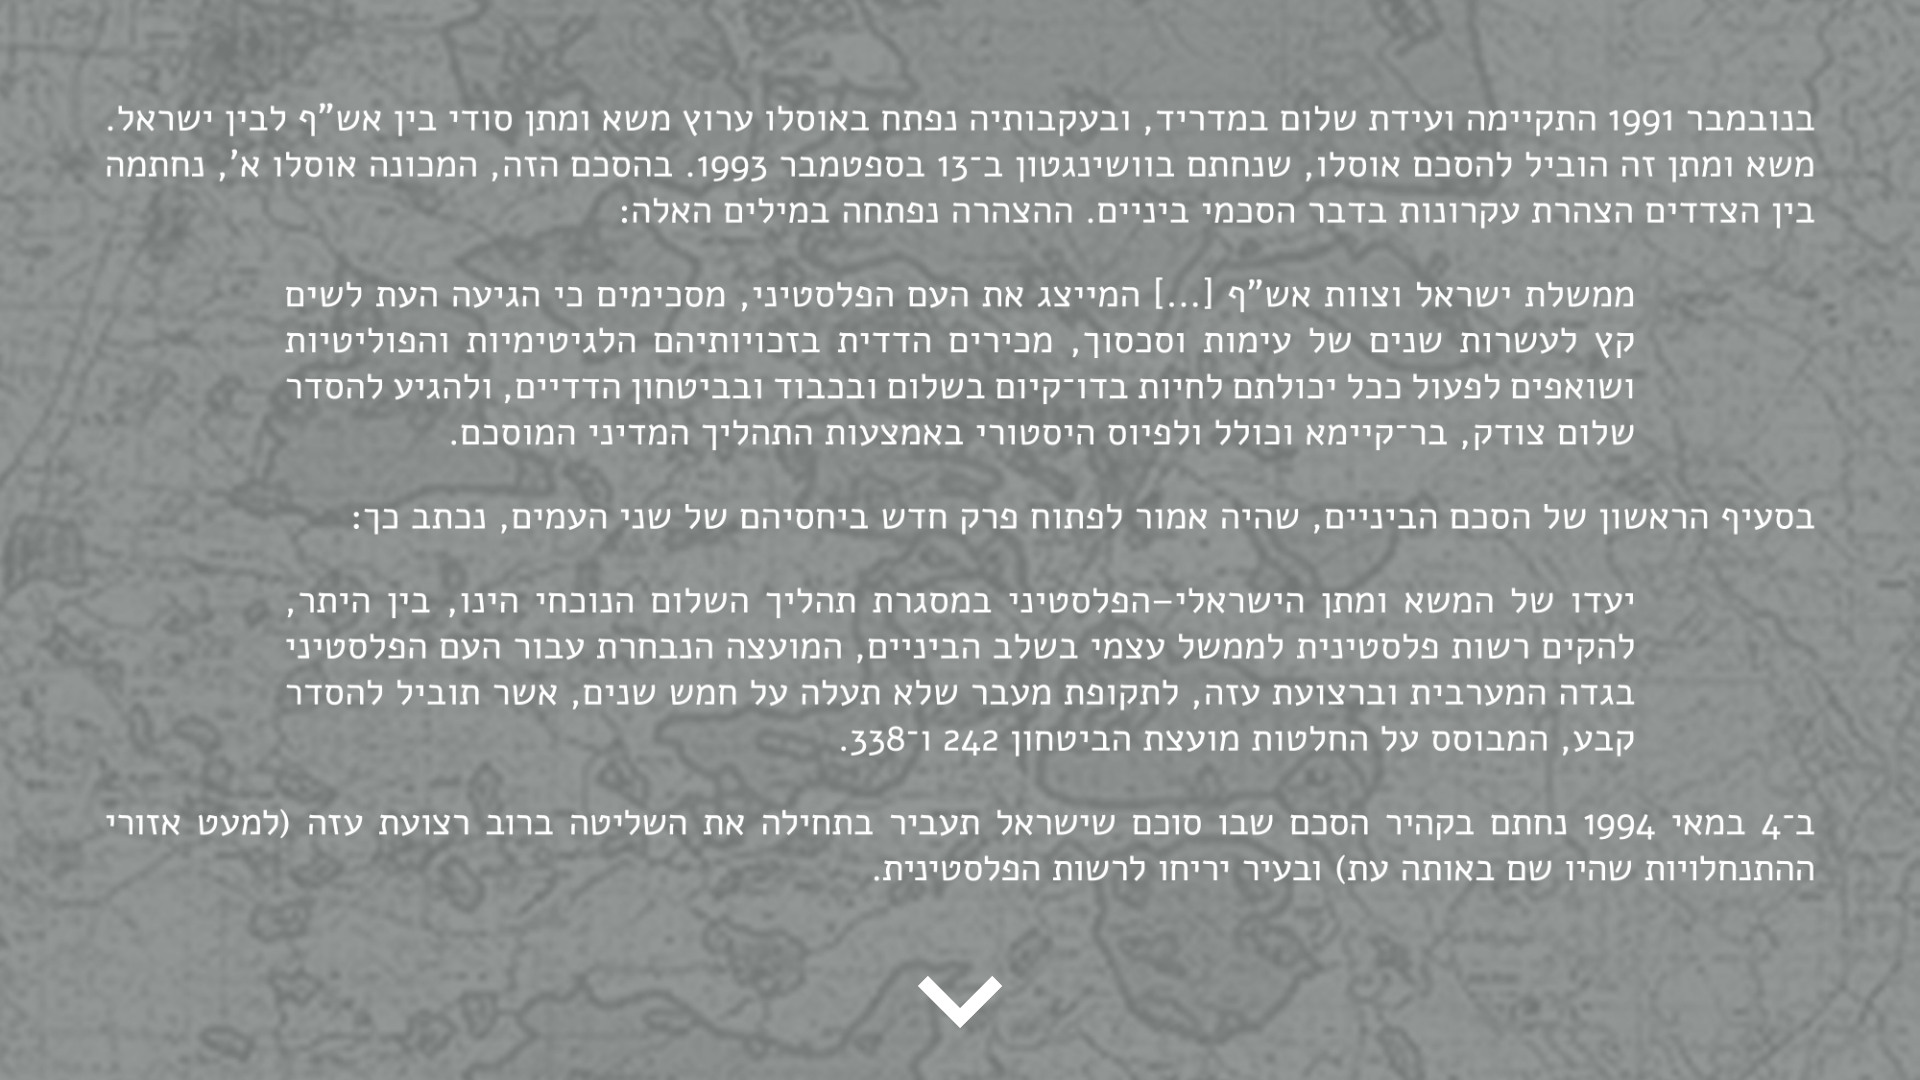 בנובמבר 1991 התקיימה ועידת שלום במדריד, ובעקבותיה נפתח באוסלו ערוץ משא ומתן סודי בין אש"ף לבין ישראל.
משא ומתן זה הוביל להסכם אוסלו, שנחתם בוושינגטון ב־13 בספטמבר 1993. בהסכם הזה, המכונה אוסלו א', נחתמה
בין הצדדים הצהרת עקרונות בדבר הסכמי ביניים. ההצהרה נפתחה במילים האלה:
ממשלת ישראל וצוות אש"ף [...] המייצג את העם הפלסטיני, מסכימים כי הגיעה העת לשים
קץ לעשרות שנים של עימות וסכסוך, מכירים הדדית בזכויותיהם הלגיטימיות והפוליטיות
ושואפים לפעול ככל יכולתם לחיות בדו־קיום בשלום ובכבוד ובביטחון הדדיים, ולהגיע להסדר
שלום צודק, בר־קיימא וכולל ולפיוס היסטורי באמצעות התהליך המדיני המוסכם.
בסעיף הראשון של הסכם הביניים, שהיה אמור לפתוח פרק חדש ביחסיהם של שני העמים, נכתב כך:
יעדו של המשא ומתן הישראלי–הפלסטיני במסגרת תהליך השלום הנוכחי הינו, בין היתר,
להקים רשות פלסטינית לממשל עצמי בשלב הביניים, המועצה הנבחרת עבור העם הפלסטיני
בגדה המערבית וברצועת עזה, לתקופת מעבר שלא תעלה על חמש שנים, אשר תוביל להסדר
קבע, המבוסס על החלטות מועצת הביטחון 242 ו־338.
ב־4 במאי 1994 נחתם בקהיר הסכם שבו סוכם שישראל תעביר בתחילה את השליטה ברוב רצועת עזה (למעט אזורי
ההתנחלויות שהיו שם באותה עת) ובעיר יריחו לרשות הפלסטינית.